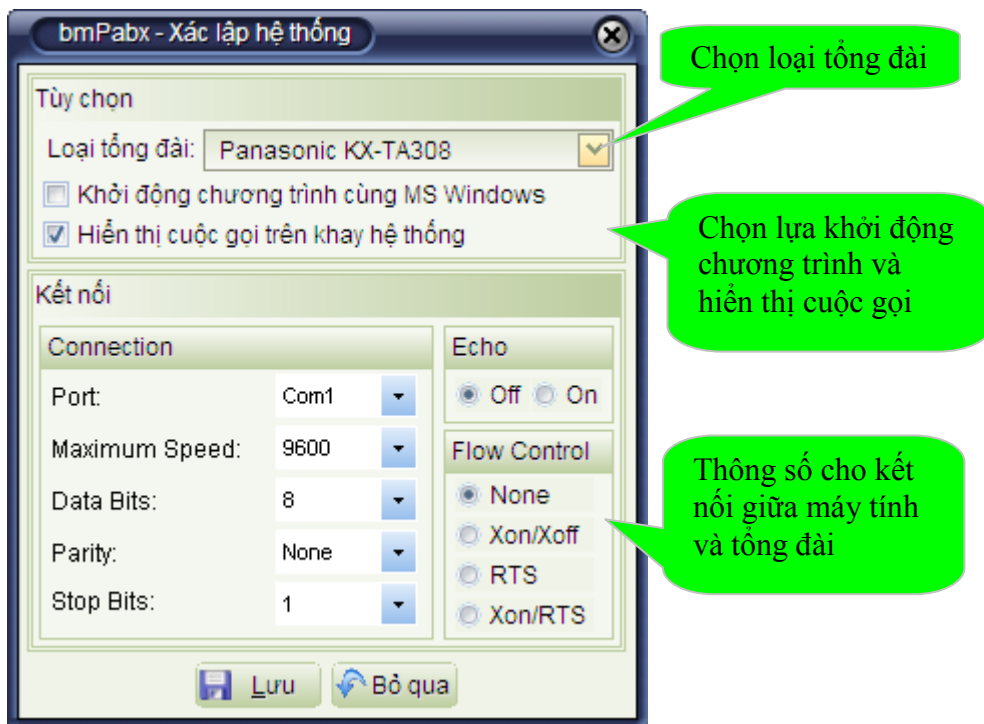 bmPabx - Xác lập hệ thống
Chọn loại tổng đài
Tùy chọn
Loại tổng đài: Panasonic KX-TA308
Khởi động chương trình cùng MS Windows
Hiển thị cuộc gọi trên khay hệ thống
Chọn lựa khởi động
chương trình và
hiển thị cuộc gọi
Kết nối
Connection
Port: Com1
Maximum Speed: 9600
Data Bits: 8
Parity: None
Stop Bits: 1
Echo
Off On
Flow Control
None
Xon/Xoff
RTS
Xon/RTS
Thông số cho kết
nối giữa máy tính
và tổng đài
Lưu Bỏ qua